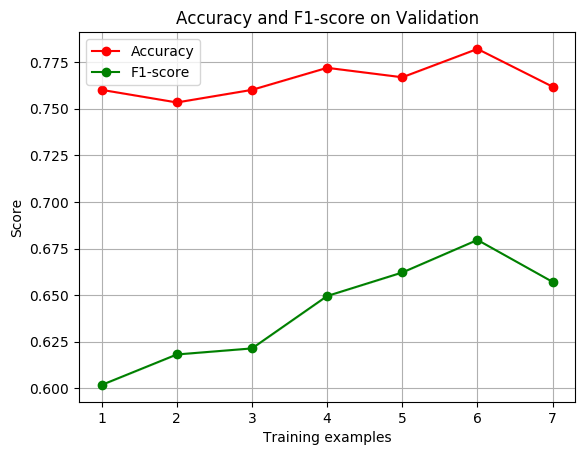 Accuracy and F1-score on Validation
Accuracy
F1-score
0.775
0.750
0.725
0.700
0.675
0.650
0.625
0.600
Score
1 2 3 4 5 6 7
Training examples